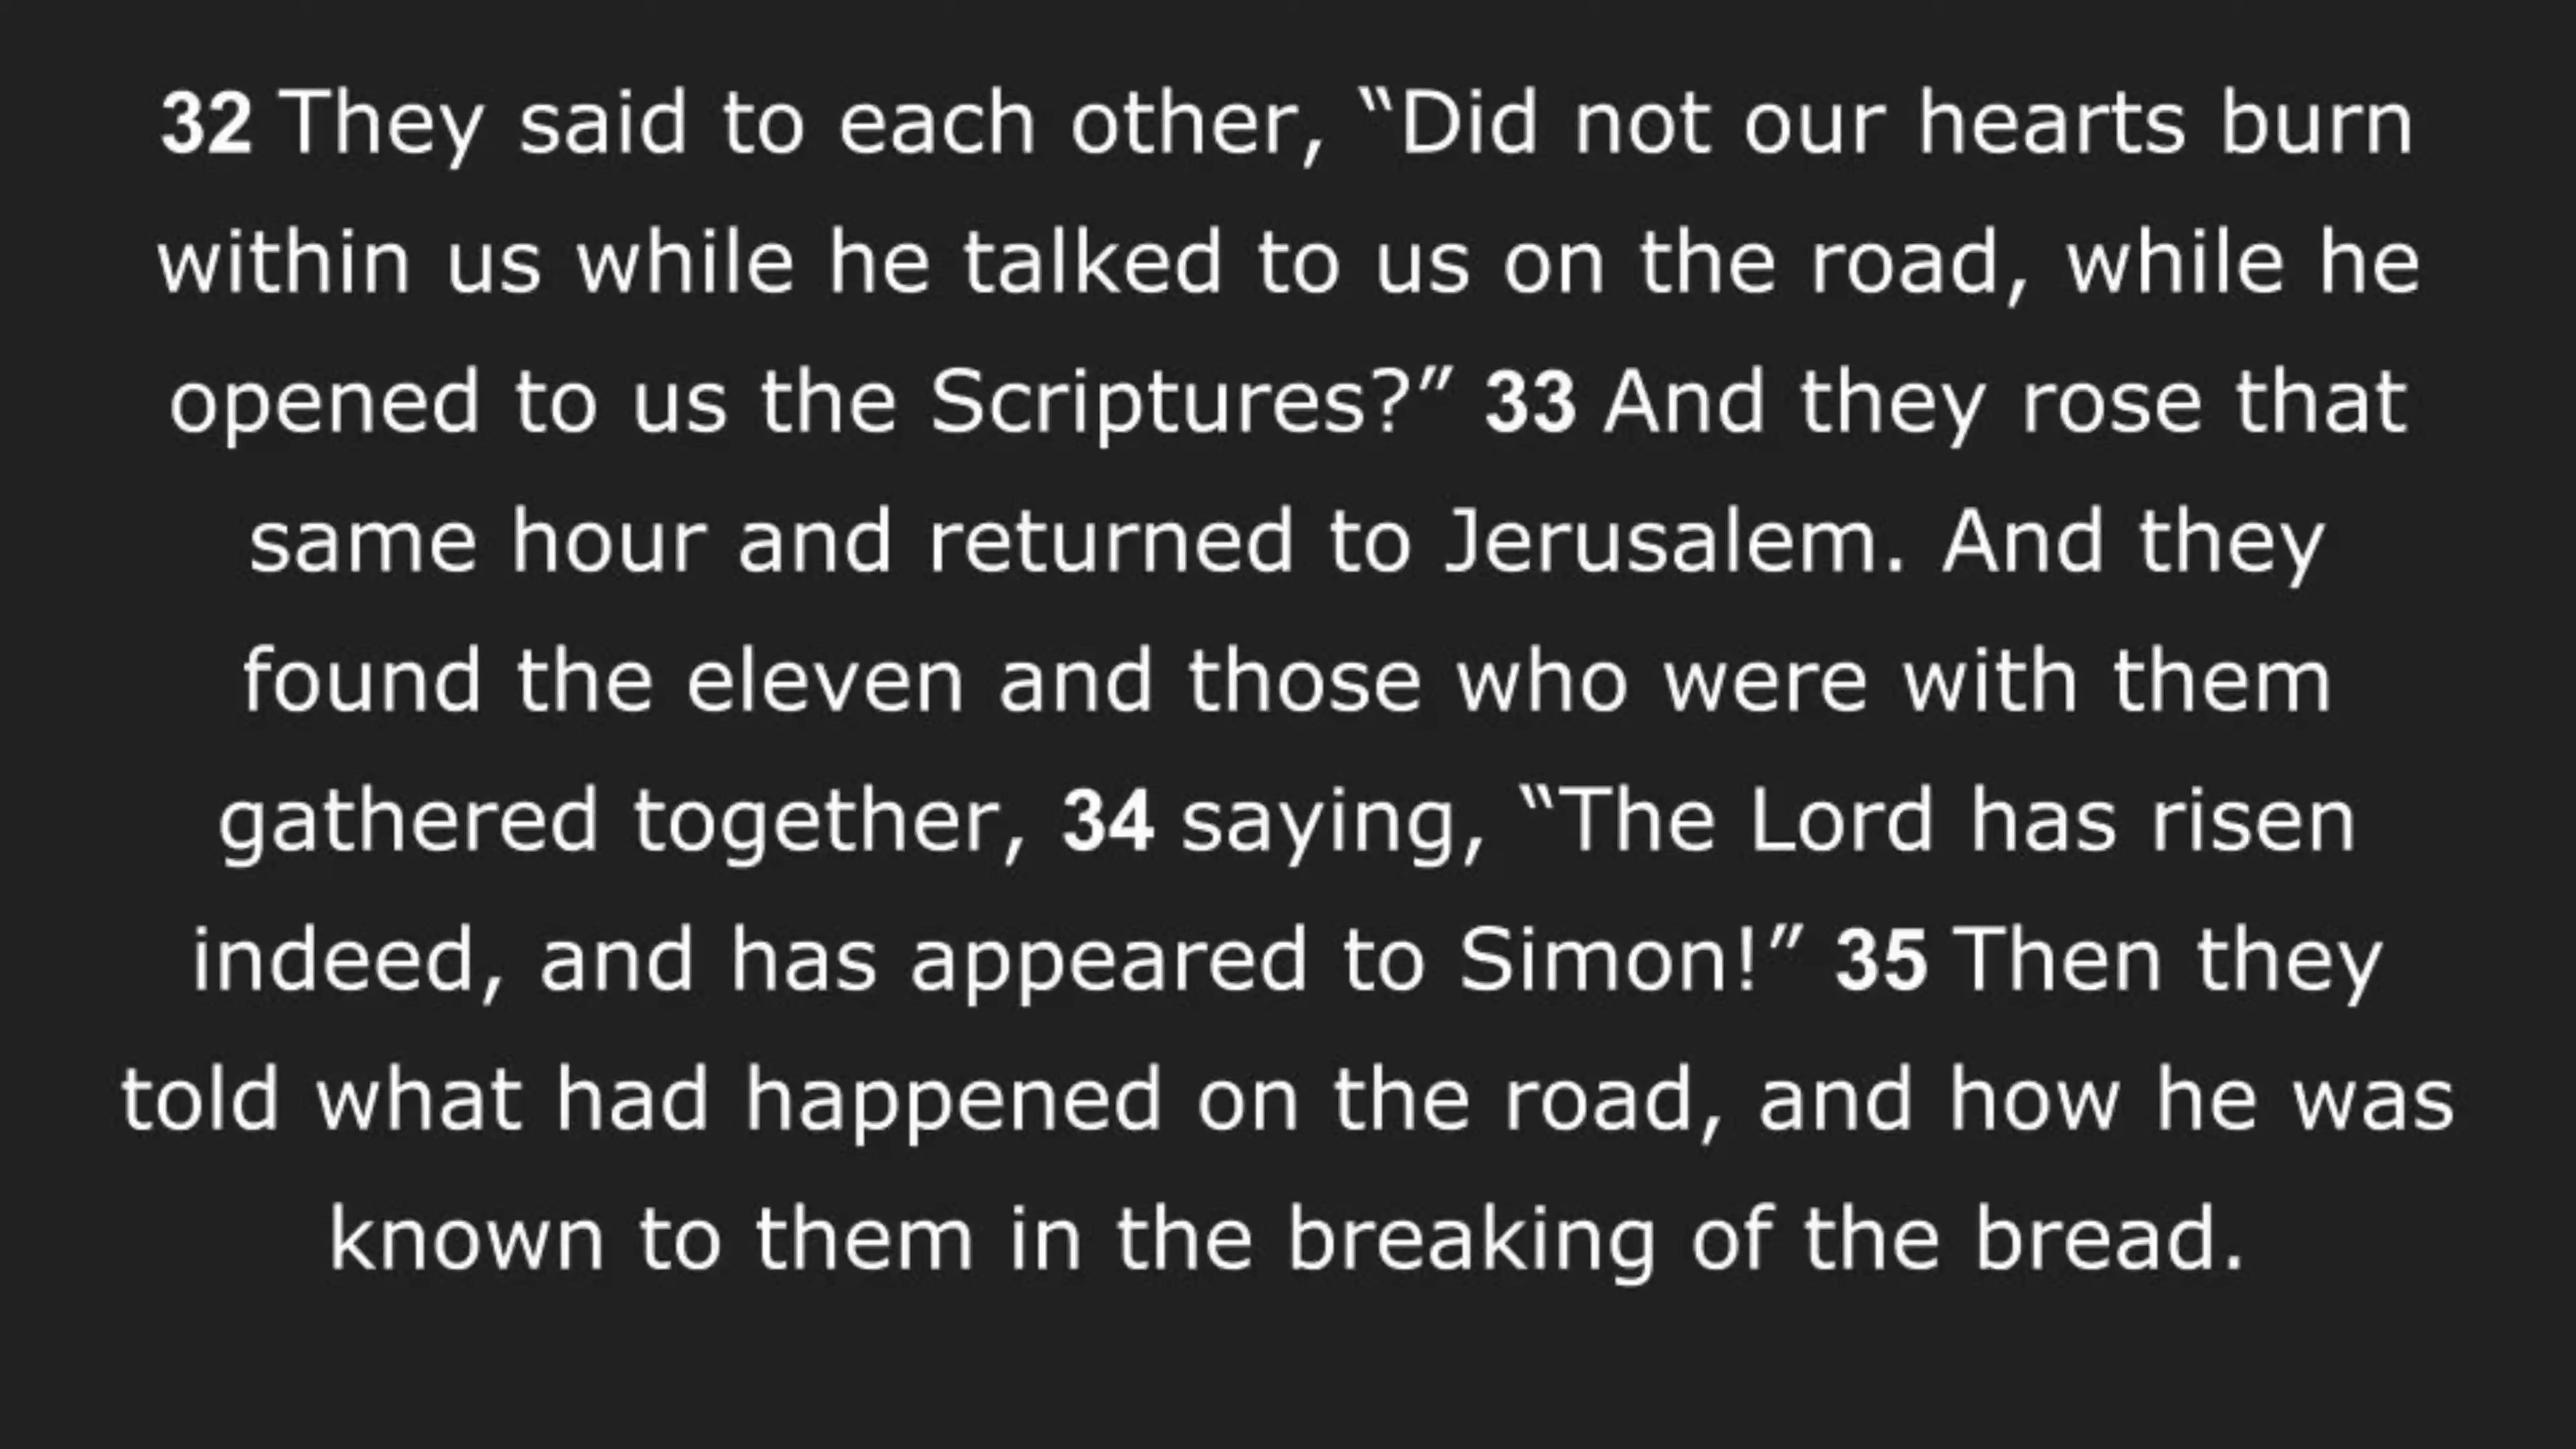 32 They said to each other, “Did not our hearts burn
within us while he talked to us on the road, while he
opened to us the Scriptures?” 33 And they rose that
same hour and returned to Jerusalem. And they
found the eleven and those who were with them
gathered together, 34 saying, “The Lord has risen
indeed, and has appeared to Simon!” 35 Then they
told what had happened on the road, and how he was
known to them in the breaking of the bread.